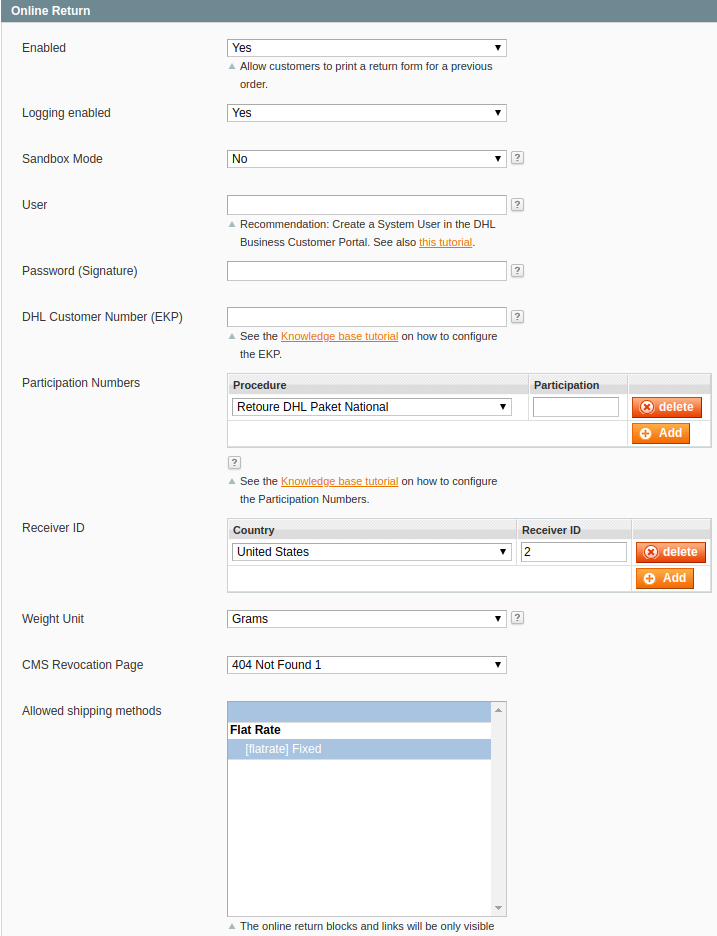 Online Return
Enabled
Yes
Allow customers to print a return form for a previous
order.
Logging enabled
Yes
Sandbox Mode
No
?
User
?
Recommendation: Create a System User in the DHL
Business Customer Portal. See also this tutorial.
Password (Signature)
?
DHL Customer Number (EKP)
?
See the Knowledge base tutorial on how to configure
the EKP.
Participation Numbers
Procedure Participation
Retoure DHL Paket National
delete
Add
?
See the Knowledge base tutorial on how to configure
the Participation Numbers.
Receiver ID
Country Receiver ID
United States 2 delete
Add
Weight Unit
Grams
?
CMS Revocation Page
404 Not Found 1
Allowed shipping methods
Flat Rate
[flatrate] Fixed
The online return blocks and links will be only visible